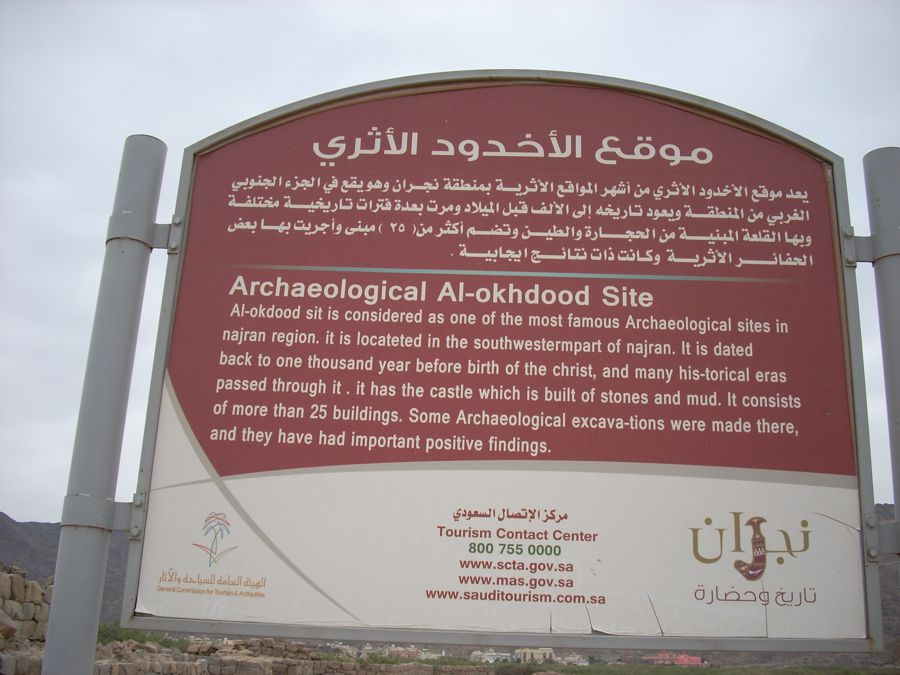 موقع الأخدود الأثري
يعد موقع الأخدود الأثري من أشهر المواقع الأثرية بمنطقة نجران وهو يقع في الجزء الجنوبي
الغربي من المنطقة ويعود تاريخه إلى الألف قبل الميلاد ومرت بعدة فترات تاريخية مختلفة
وبها القلعة المبنية من الحجارة والطين وتضم أكثر من( ٢٥ ) مبنى وأجريت بها بعض
الحفائر الأثرية وكانت ذات نتائج ايجابية .
Archaeological Al-okhdood Site
Al-okdood sit is considered as one of the most famous Archaeological sites in
najran region. it is locateted in the southwesternmpart of najran. It is dated
back to one thousand year before birth of the christ, and many his-torical eras
passed through it . it has the castle which is built of stones and mud. It consists
of more than 25 buildings. Some Archaeological excava-tions were made there,
and they have had important positive findings.
مركز الإتصال السعودي
Tourism Contact Center
800 755 0000
www.scta.gov.sa
www.mas.gov.sa
www.sauditourism.com.sa
الهيئة العامة للسياحة والآثار
General Commission for Tourism & Antiquities
نجران
تاريخ وحضارة